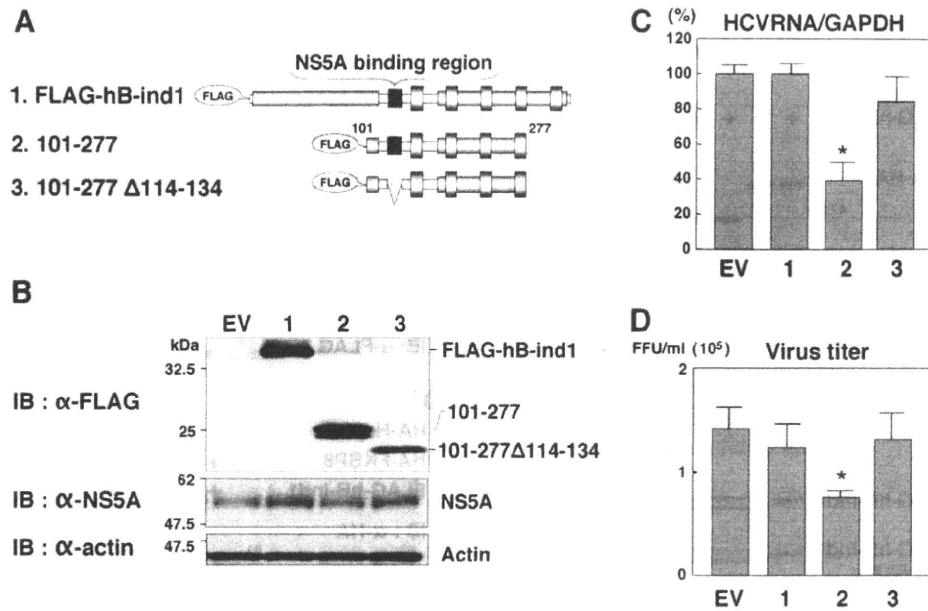 A
NS5A binding region
1. FLAG-hB-ind1
FLAG
101
277
2. 101-277
FLAG
3. 101-277 Δ114-134
FLAG
B
EV 1 2 3
kDa
32.5
25
IB : α-FLAG
FLAG-hB-ind1
101-277
101-277Δ114-134
62
IB : α-NS5A
NS5A
47.5
IB : α-actin
47.5
Actin
C
(%)
HCVRNA/GAPDH
120
100
80
60
40
20
0
*
EV 1 2 3
D
FFU/ml (10⁵)
Virus titer
2
1
0
*
EV 1 2 3